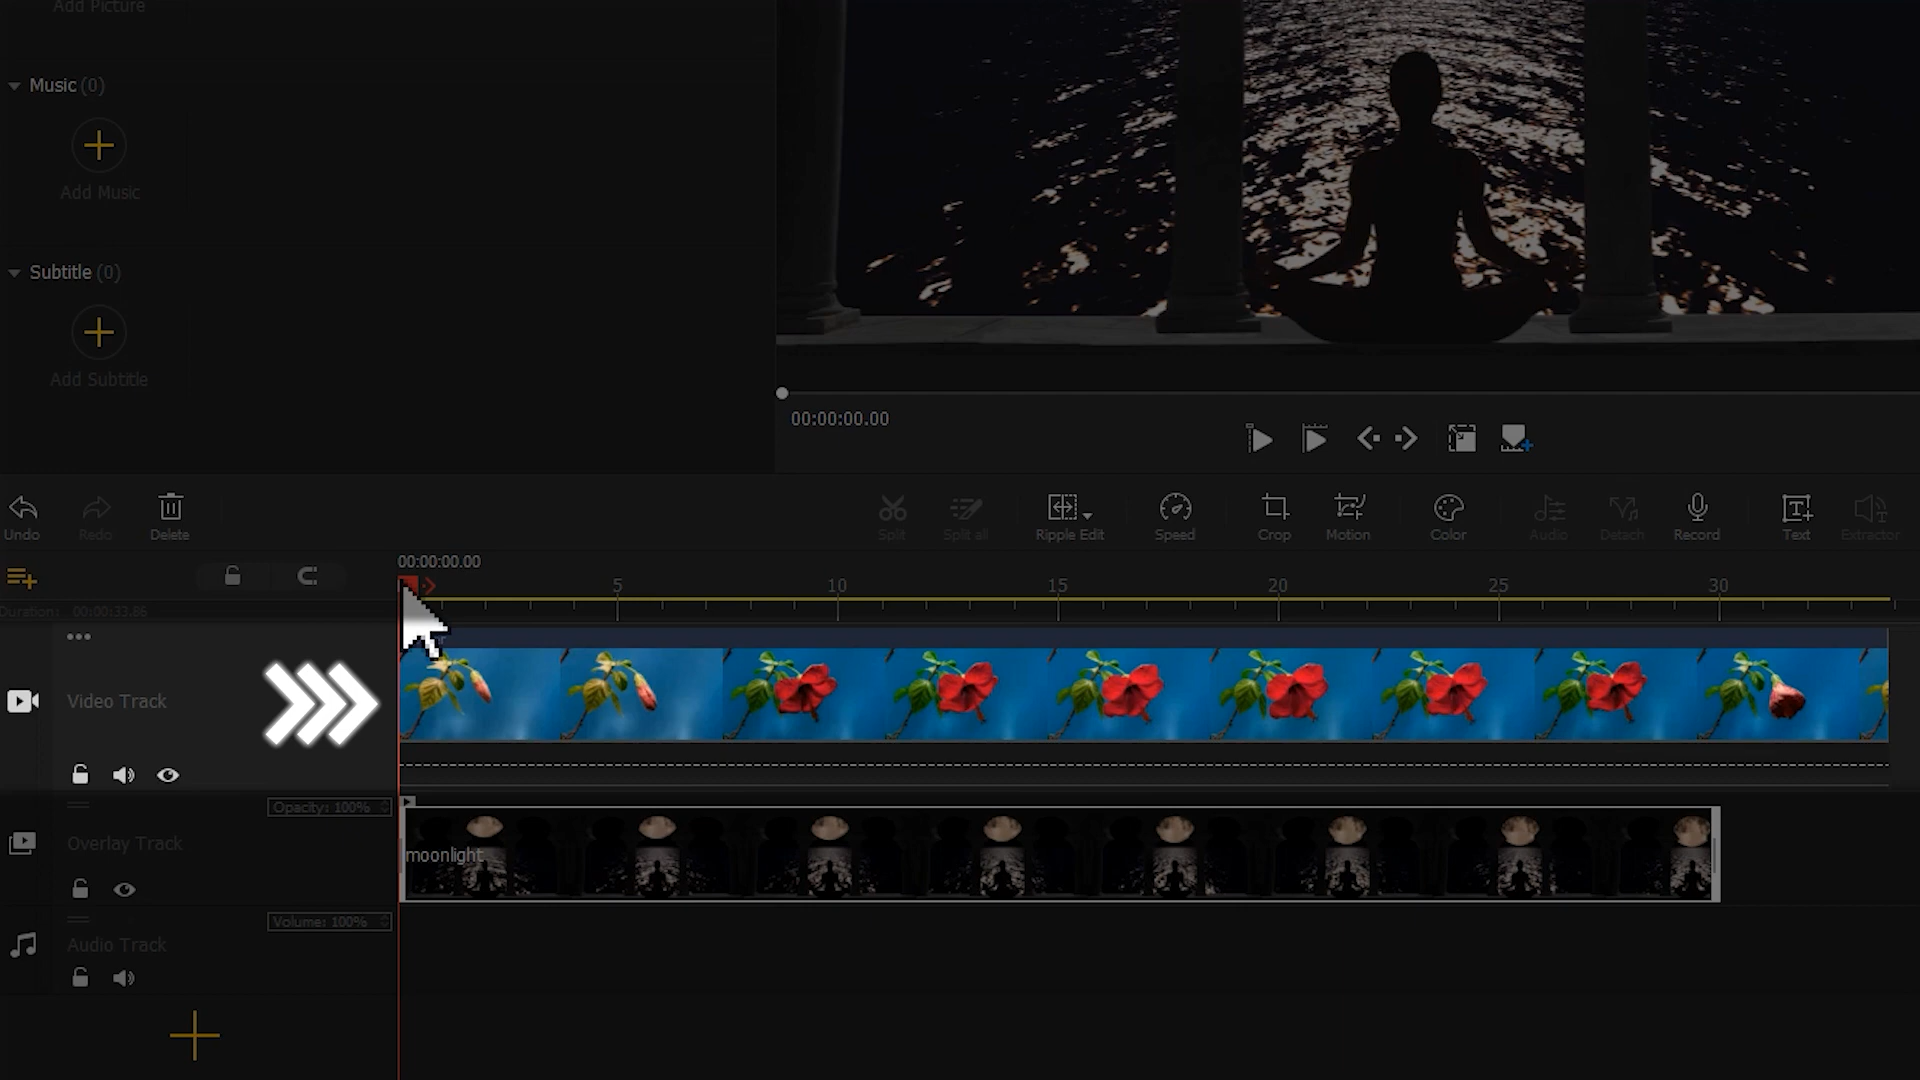 Add Picture
Music (0)
Add Music
Subtitle (0)
Add Subtitle
00:00:00.00
Undo
Redo
Delete
Split
Split all
Ripple Edit
Speed
Crop
Motion
Color
Audio
Detach
Record
Text
Extractor
00:00:00.00
5
10
15
20
25
30
Duration: 00:00:33.86
Video Track
Opacity: 100%
Overlay Track
moonlight
Volume: 100%
Audio Track